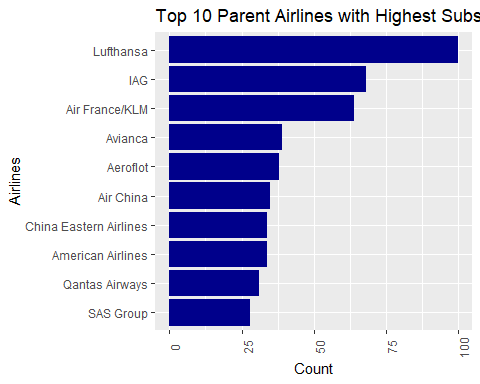 Top 10 Parent Airlines with Highest Subs
Airlines
Lufthansa
IAG
Air France/KLM
Avianca
Aeroflot
Air China
China Eastern Airlines
American Airlines
Qantas Airways
SAS Group
0
25
50
75
100
Count